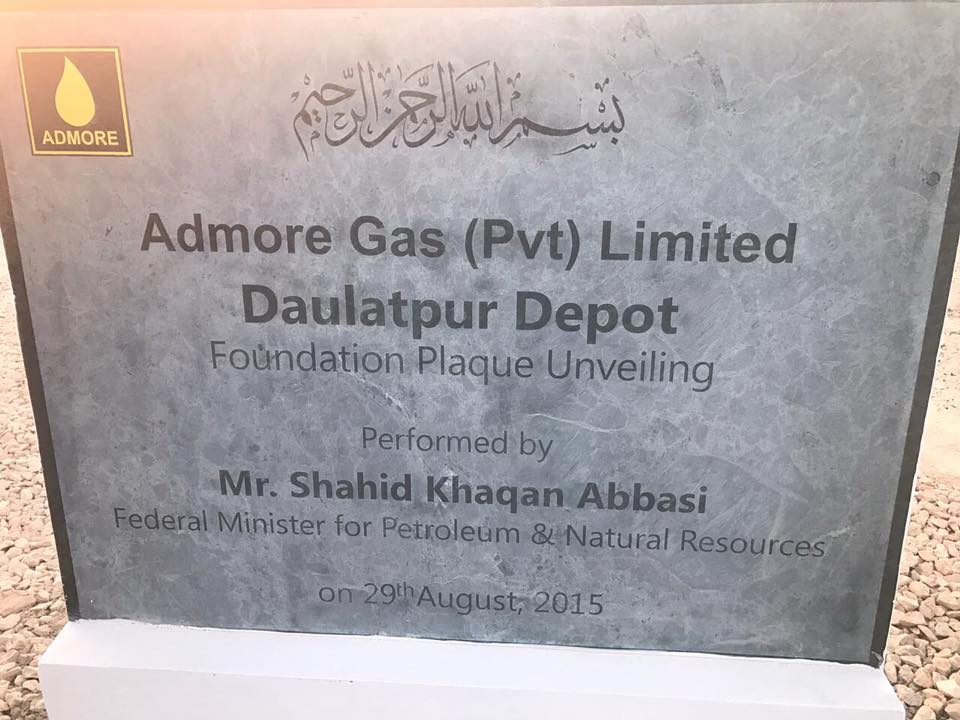 ADMORE
بسم الله الرحمن الرحيم
Admore Gas (Pvt) Limited
Daulatpur Depot
Foundation Plaque Unveiling
Performed by
Mr. Shahid Khaqan Abbasi
Federal Minister for Petroleum & Natural Resources
on 29th August, 2015